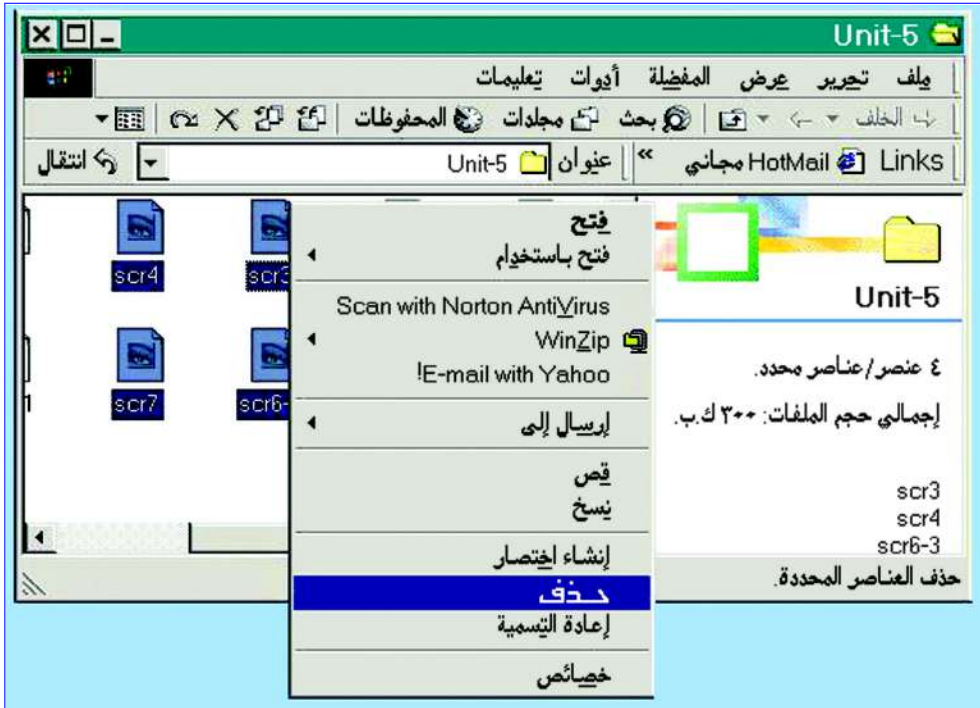 Unit-5
ملف تحرير عرض المفضلة أدوات تعليمات
الخلف بحث مجلدات المحفوظات
Links HotMail مجاني » عنوان Unit-5 انتقال
Unit-5
٤ عنصر/عناصر محدد.
إجمالي حجم الملفات: ٣٠٠ ك.ب.
scr3
scr4
scr6-3
فتح
فتح باستخدام
Scan with Norton AntiVirus
WinZip
!E-mail with Yahoo
إرسال إلى
قص
نسخ
إنشاء اختصار
حذف
إعادة التسمية
خصائص
scr3 scr4
scr6- scr7
حذف العناصر المحددة.